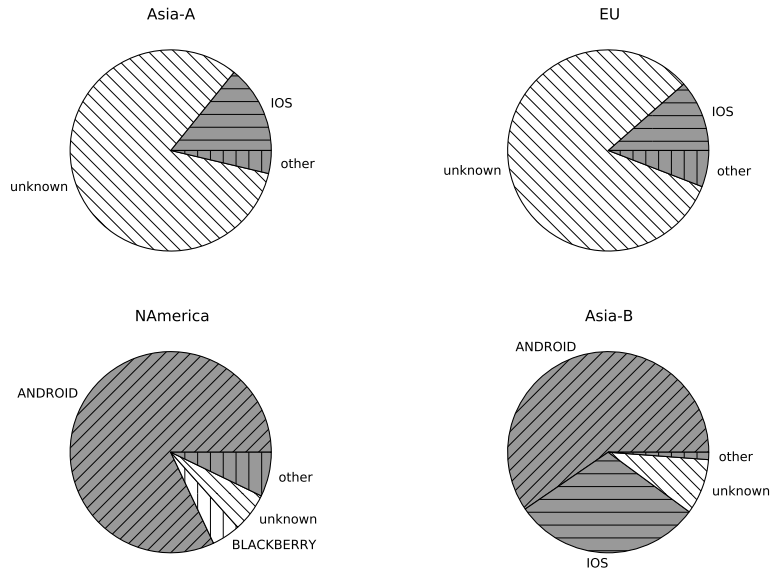 Asia-A
IOS
other
unknown
EU
IOS
other
unknown
NAmerica
ANDROID
other
unknown
BLACKBERRY
Asia-B
ANDROID
other
unknown
IOS